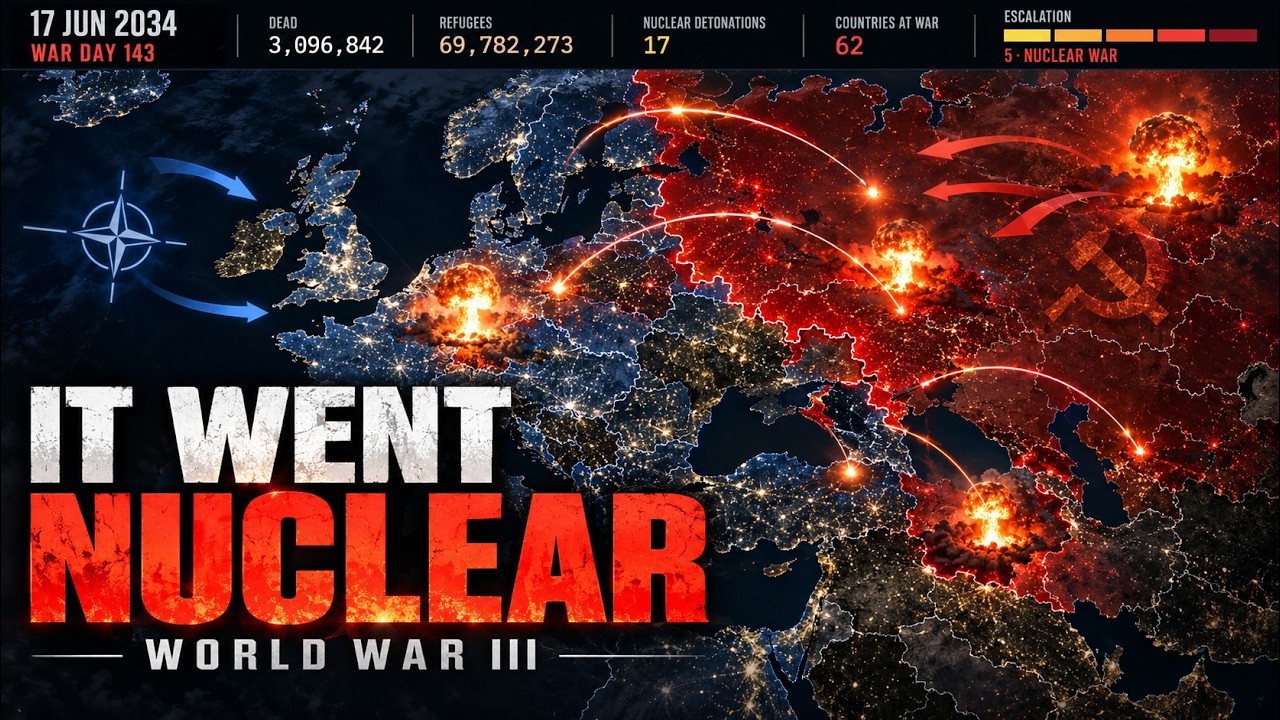 17 JUN 2034
WAR DAY 143
DEAD
3,096,842
REFUGEES
69,782,273
NUCLEAR DETONATIONS
17
COUNTRIES AT WAR
62
ESCALATION
5 · NUCLEAR WAR
IT WENT
NUCLEAR
WORLD WAR III